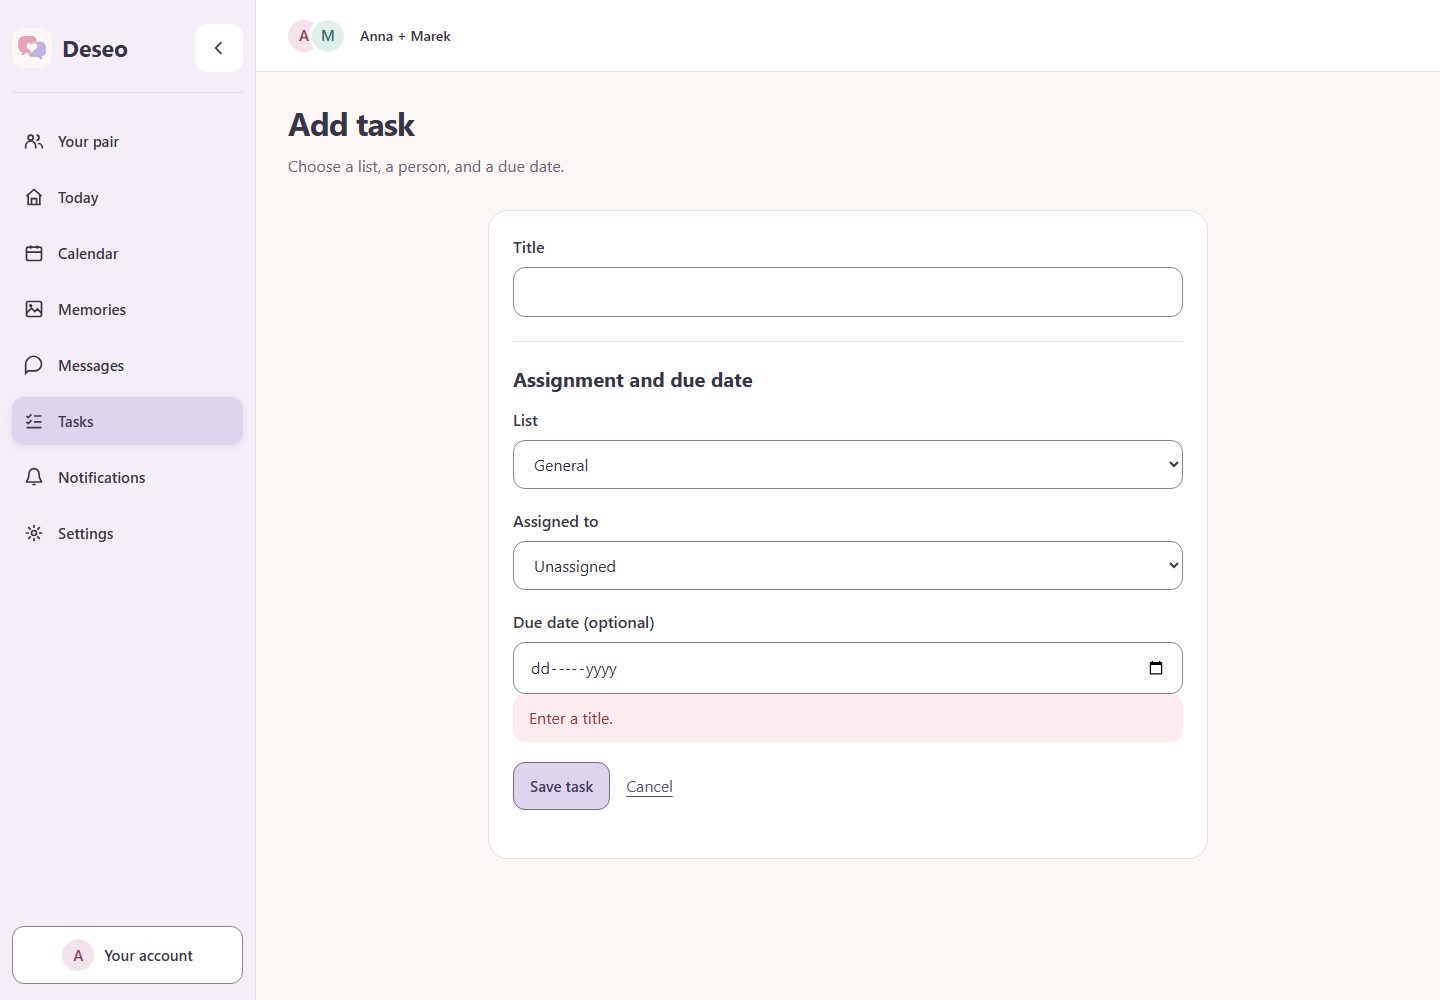 Deseo
A M Anna + Marek
Your pair
Today
Calendar
Memories
Messages
Tasks
Notifications
Settings
A Your account
Add task
Choose a list, a person, and a due date.
Title
Assignment and due date
List
General
Assigned to
Unassigned
Due date (optional)
dd-----yyyy
Enter a title.
Save task Cancel